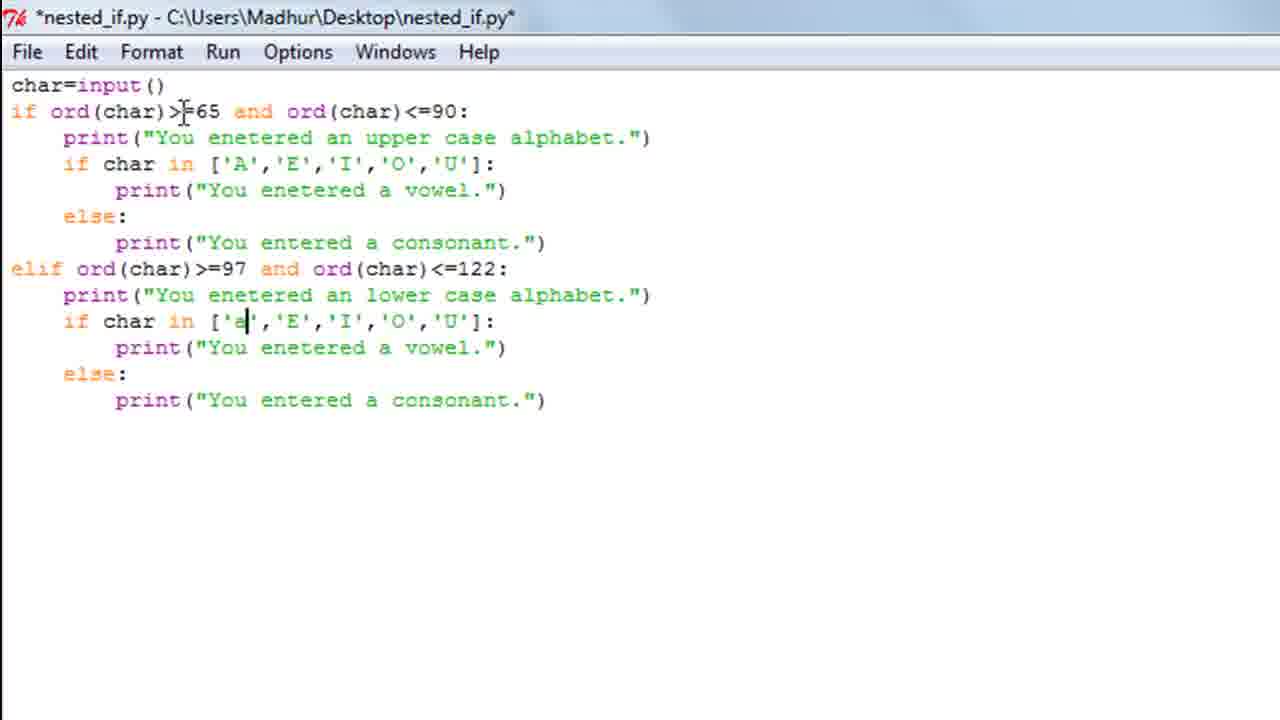 *nested_if.py - C:\Users\Madhur\Desktop\nested_if.py*
File Edit Format Run Options Windows Help
char=input()
if ord(char)>=65 and ord(char)<=90:
    print("You enetered an upper case alphabet.")
    if char in ['A','E','I','O','U']:
        print("You enetered a vowel.")
    else:
        print("You entered a consonant.")
elif ord(char)>=97 and ord(char)<=122:
    print("You enetered an lower case alphabet.")
    if char in ['a','E','I','O','U']:
        print("You enetered a vowel.")
    else:
        print("You entered a consonant.")